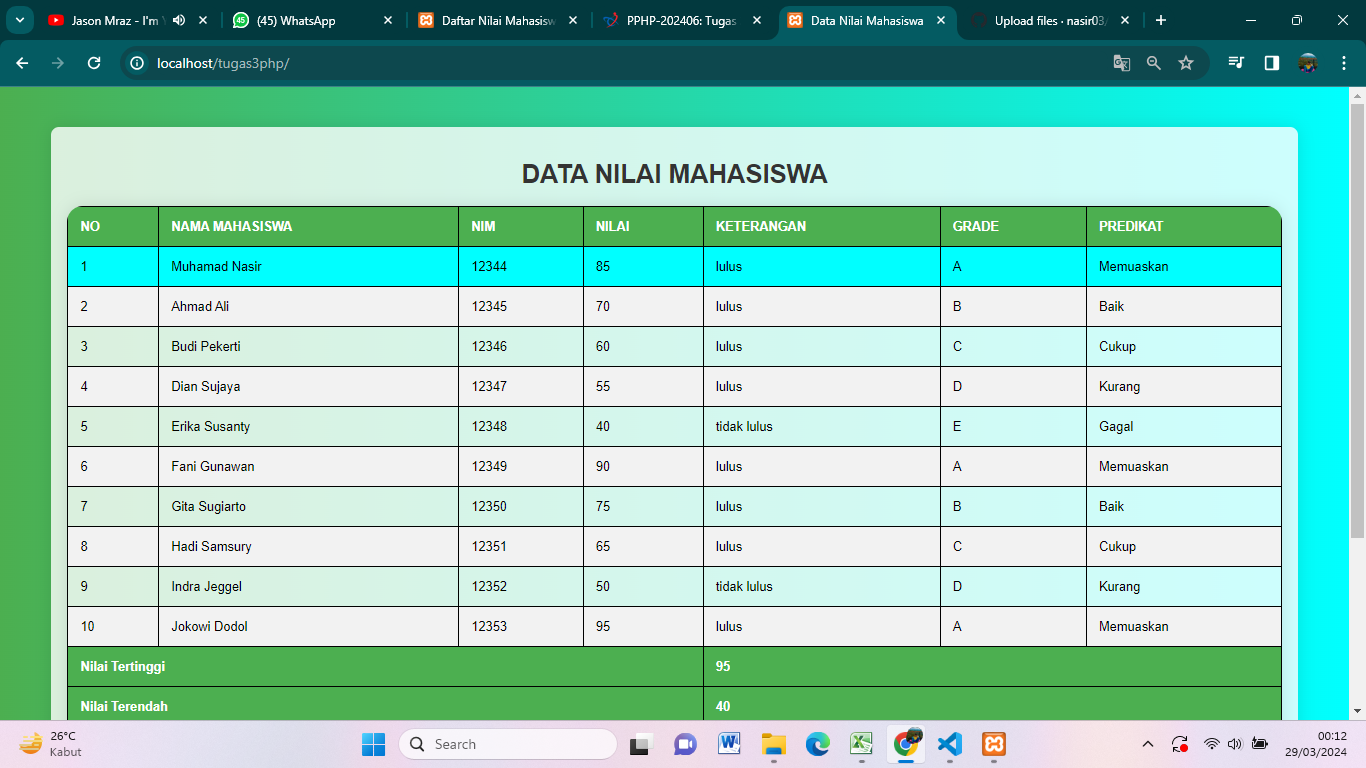 Jason Mraz - I'm Y
(45) WhatsApp
Daftar Nilai Mahasisw
PPHP-202406: Tugas
Data Nilai Mahasiswa
Upload files · nasir03/
localhost/tugas3php/
DATA NILAI MAHASISWA
NO NAMA MAHASISWA NIM NILAI KETERANGAN GRADE PREDIKAT
1 Muhamad Nasir 12344 85 lulus A Memuaskan
2 Ahmad Ali 12345 70 lulus B Baik
3 Budi Pekerti 12346 60 lulus C Cukup
4 Dian Sujaya 12347 55 lulus D Kurang
5 Erika Susanty 12348 40 tidak lulus E Gagal
6 Fani Gunawan 12349 90 lulus A Memuaskan
7 Gita Sugiarto 12350 75 lulus B Baik
8 Hadi Samsury 12351 65 lulus C Cukup
9 Indra Jeggel 12352 50 tidak lulus D Kurang
10 Jokowi Dodol 12353 95 lulus A Memuaskan
Nilai Tertinggi 95
Nilai Terendah 40
26°C
Kabut
Search
00:12
29/03/2024